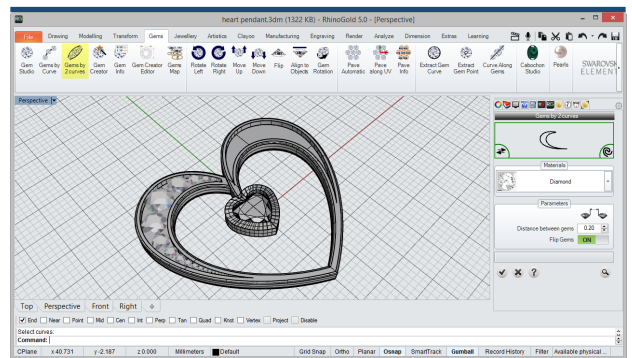 heart pendant.3dm (1322 KB) - RhinoGold 5.0 - [Perspective]
File Drawing Modelling Transform Gems Jewellery Artistics Clayoo Manufacturing Engraving Render Analyze Dimension Extras Learning
Gem Studio
Gems by Curve
Gems by 2 curves
Gem Creator
Gem Info
Gem Creator Editor
Gems Map
Rotate Left
Rotate Right
Move Up
Move Down
Flip
Align to Objects
Gem Rotation
Pave Automatic
Pave along UV
Pave Info
Extract Gem Curve
Extract Gem Point
Curve Along Gems
Cabochon Studio
Pearls
SWAROVSK
ELEMEN
Perspective
Gems by 2 curves
Materials
Diamond
Parameters
Distance between gems 0.20
Flip Gems ON
Top Perspective Front Right
End Near Point Mid Cen Int Perp Tan Quad Knot Vertex Project Disable
Select curves:
Command:
CPlane x 40.731 y -2.187 z 0.000 Millimeters Default Grid Snap Ortho Planar Osnap SmartTrack Gumball Record History Filter Available physical ...